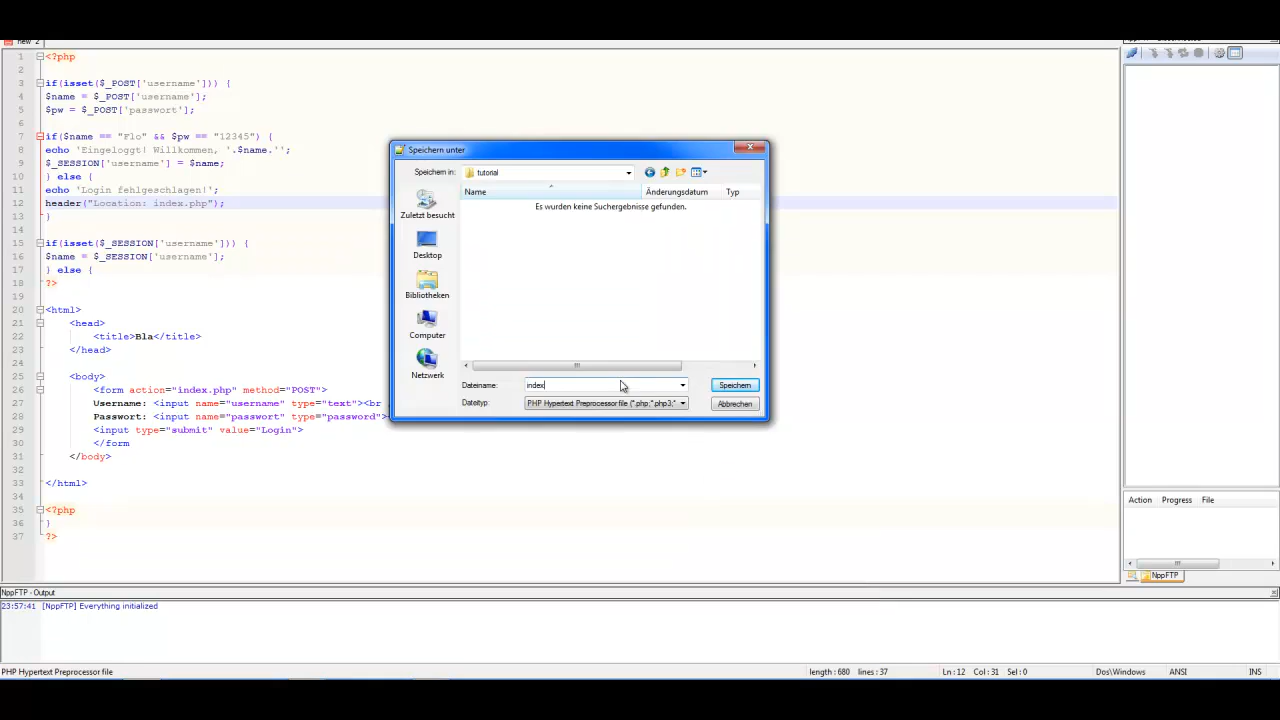 new 2
1 <?php
2
3 if(isset($_POST['username'])) {
4 $name = $_POST['username'];
5 $pw = $_POST['passwort'];
6
7 if($name == "Flo" && $pw == "12345") {
8 echo 'Eingeloggt! Willkommen, '.$name.'';
9 $_SESSION['username'] = $name;
10 } else {
11 echo 'Login fehlgeschlagen!';
12 header("Location: index.php");
13 }
14
15 if(isset($_SESSION['username'])) {
16 $name = $_SESSION['username'];
17 } else {
18 ?>
19
20 <html>
21 <head>
22 <title>Bla</title>
23 </head>
24
25 <body>
26 <form action="index.php" method="POST">
27 Username: <input name="username" type="text"><br
28 Passwort: <input name="passwort" type="password">
29 <input type="submit" value="Login">
30 </form
31 </body>
32
33 </html>
34
35 <?php
36 }
37 ?>
Speichern unter
Speichern in: tutorial
Name Änderungsdatum Typ
Es wurden keine Suchergebnisse gefunden.
Zuletzt besucht
Desktop
Bibliotheken
Computer
Netzwerk
Dateiname: index Speichern
Dateityp: PHP Hypertext Preprocessor file (*.php;*.php3;* Abbrechen
Action Progress File
NppFTP
NppFTP - Output
23:57:41 [NppFTP] Everything initialized
PHP Hypertext Preprocessor file length : 680 lines : 37 Ln : 12 Col : 31 Sel : 0 Dos\Windows ANSI INS